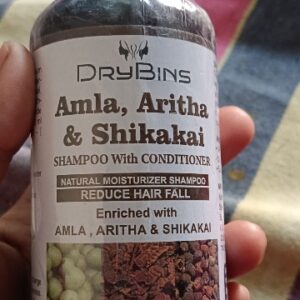 DRYBINS
Amla, Aritha
& Shikakai
SHAMPOO With CONDITIONER
NATURAL MOISTURIZER SHAMPOO
REDUCE HAIR FALL
Enriched with
AMLA , ARITHA & SHIKAKAI